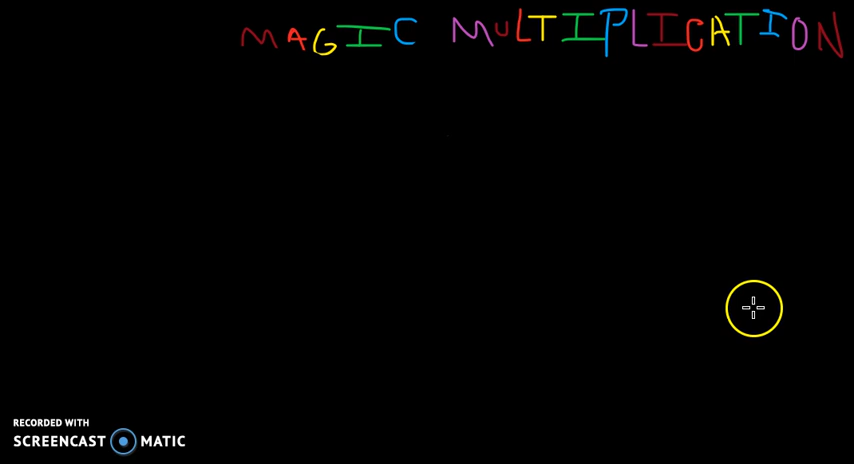 MAGIC MULTIPLICATION
RECORDED WITH
SCREENCAST MATIC